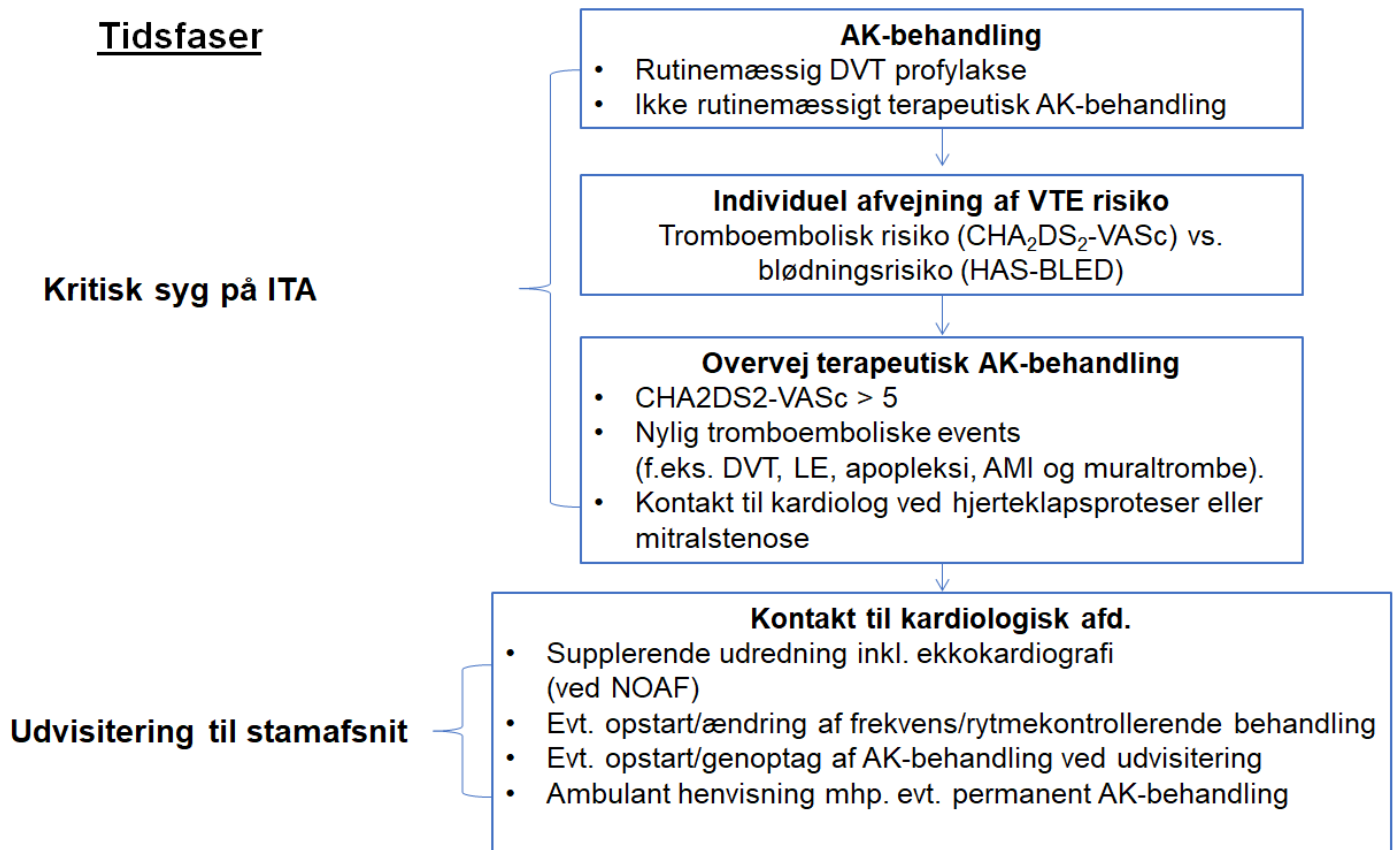 Tidsfaser
AK-behandling
• Rutinemæssig DVT profylakse
• Ikke rutinemæssigt terapeutisk AK-behandling
Individuel afvejning af VTE risiko
Tromboembolisk risiko (CHA₂DS₂-VASc) vs.
blødningsrisiko (HAS-BLED)
Kritisk syg på ITA
Overvej terapeutisk AK-behandling
• CHA2DS2-VASc > 5
• Nylig tromboemboliske events
(f.eks. DVT, LE, apopleksi, AMI og muraltrombe).
• Kontakt til kardiolog ved hjerteklapsproteser eller
mitralstenose
Kontakt til kardiologisk afd.
• Supplerende udredning inkl. ekkokardiografi
(ved NOAF)
Udvisitering til stamafsnit
• Evt. opstart/ændring af frekvens/rytmekontrollerende behandling
• Evt. opstart/genoptag af AK-behandling ved udvisitering
• Ambulant henvisning mhp. evt. permanent AK-behandling